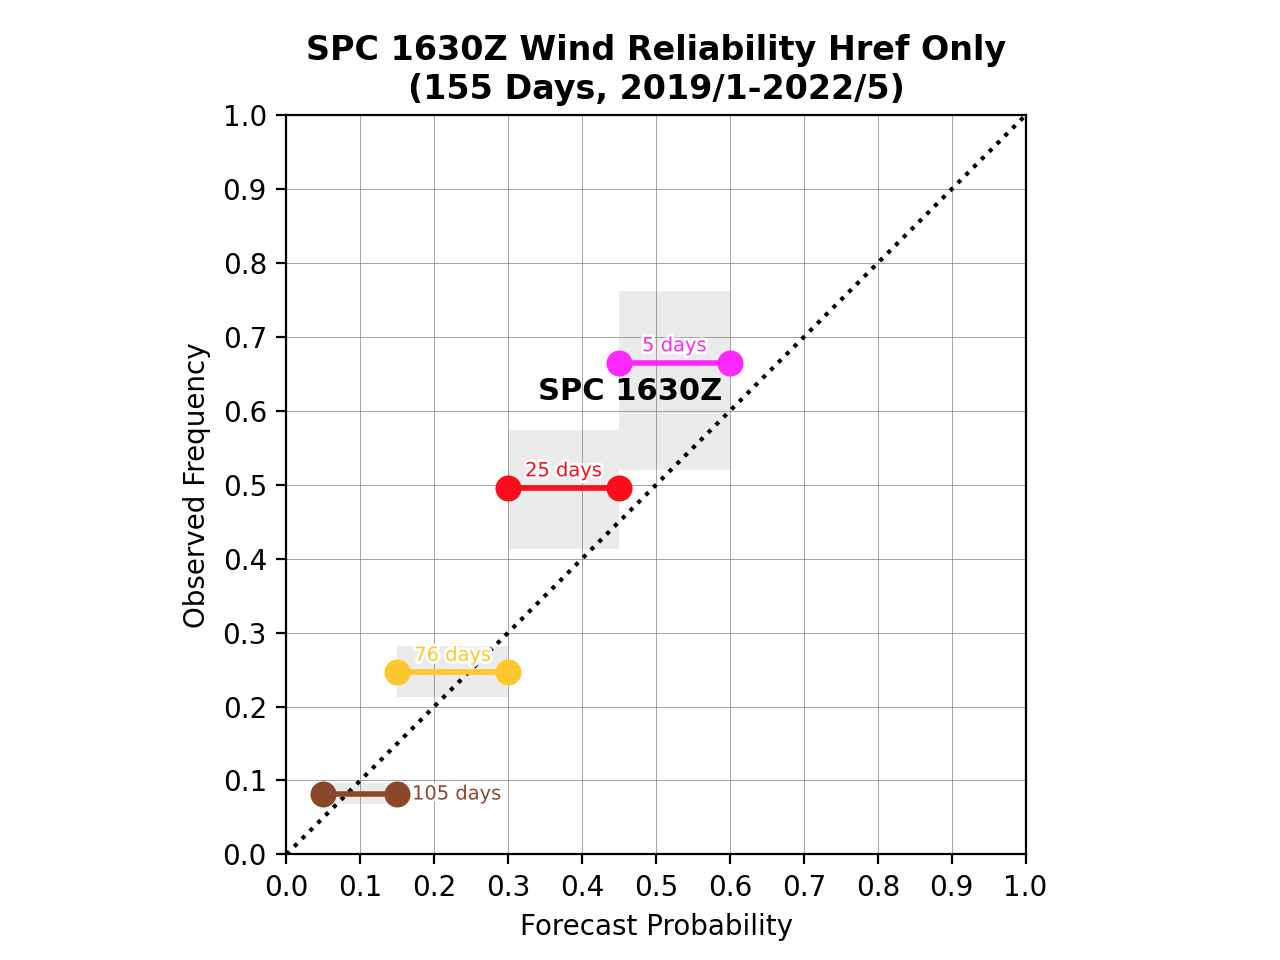 SPC 1630Z Wind Reliability Href Only
(155 Days, 2019/1-2022/5)
1.0
0.9
0.8
0.7
0.6
0.5
0.4
0.3
0.2
0.1
0.0
Observed Frequency
5 days
SPC 1630Z
25 days
76 days
105 days
0.0 0.1 0.2 0.3 0.4 0.5 0.6 0.7 0.8 0.9 1.0
Forecast Probability